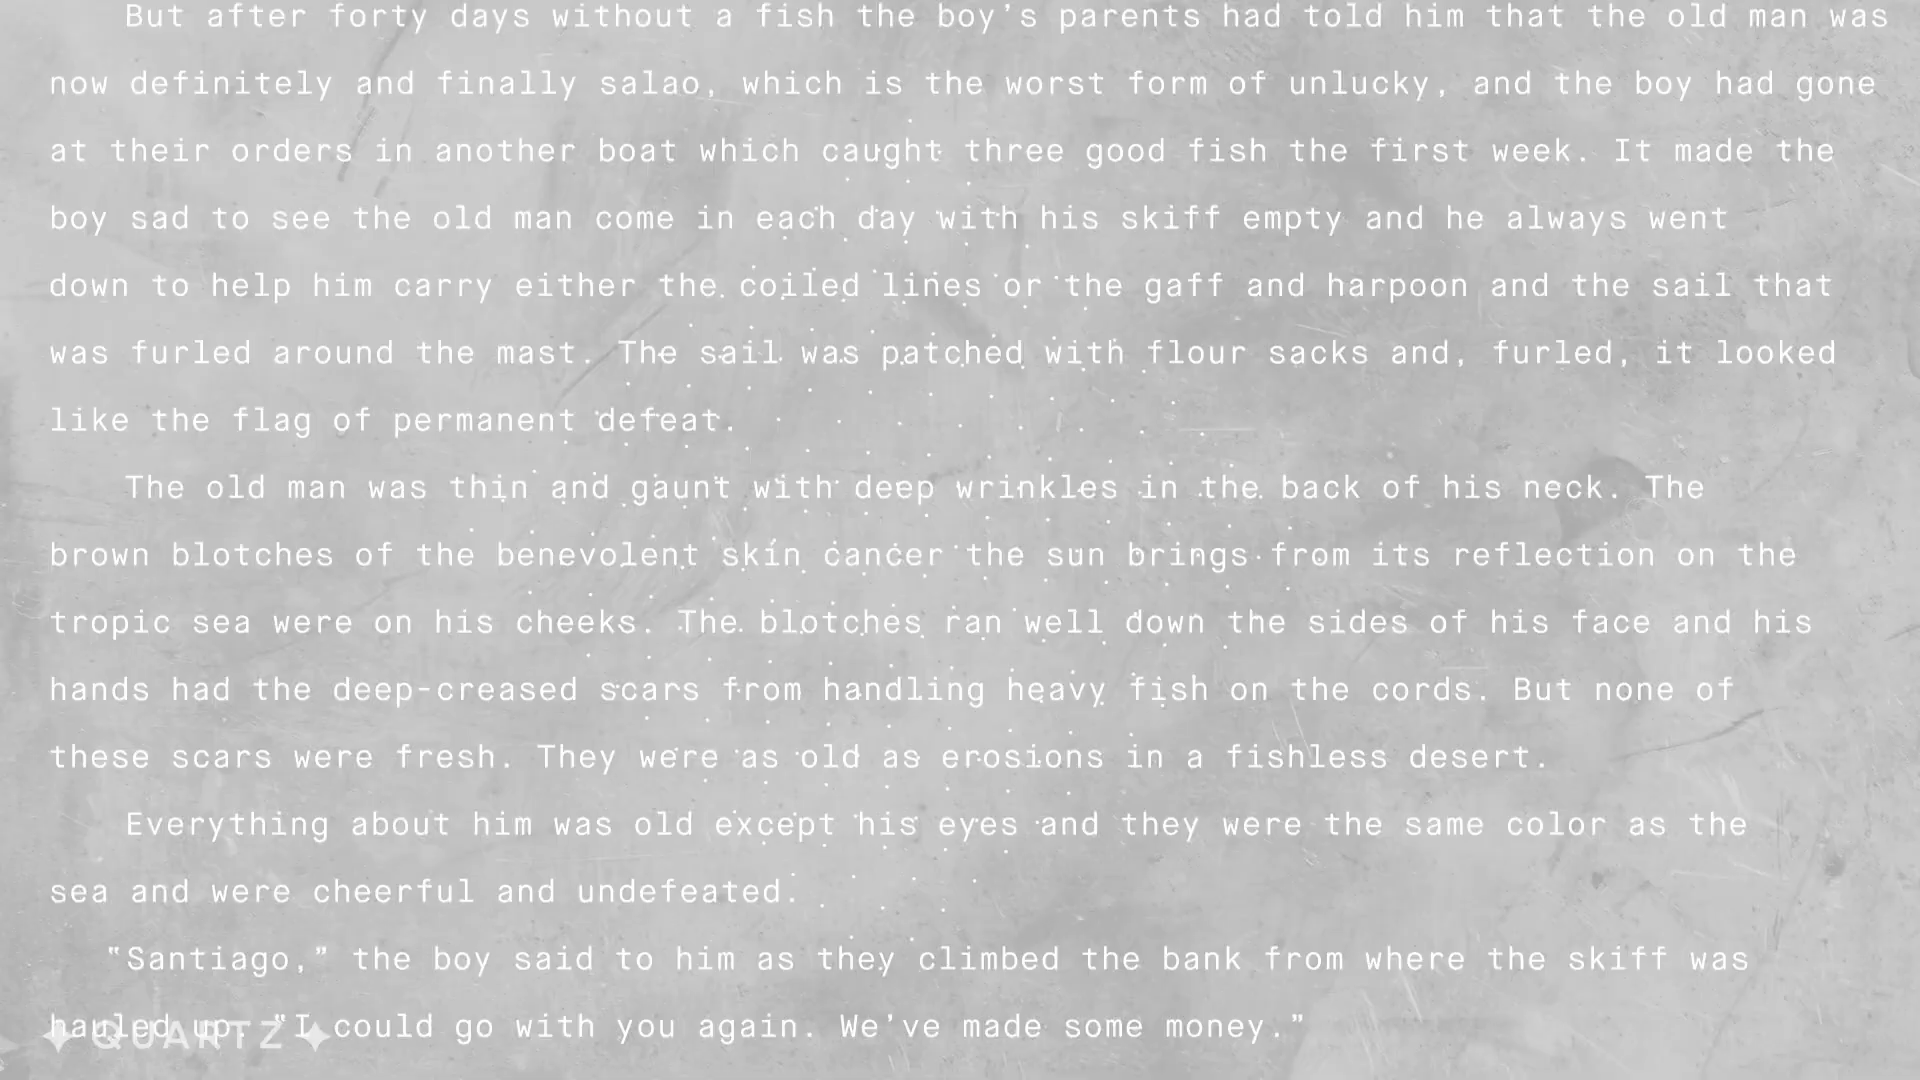 But after forty days without a fish the boy’s parents had told him that the old man was
now definitely and finally salao, which is the worst form of unlucky, and the boy had gone
at their orders in another boat which caught three good fish the first week. It made the
boy sad to see the old man come in each day with his skiff empty and he always went
down to help him carry either the coiled lines or the gaff and harpoon and the sail that
was furled around the mast. The sail was patched with flour sacks and, furled, it looked
like the flag of permanent defeat.
The old man was thin and gaunt with deep wrinkles in the back of his neck. The
brown blotches of the benevolent skin cancer the sun brings from its reflection on the
tropic sea were on his cheeks. The blotches ran well down the sides of his face and his
hands had the deep-creased scars from handling heavy fish on the cords. But none of
these scars were fresh. They were as old as erosions in a fishless desert.
Everything about him was old except his eyes and they were the same color as the
sea and were cheerful and undefeated.
“Santiago,” the boy said to him as they climbed the bank from where the skiff was
hauled up. “I could go with you again. We’ve made some money.”
QUARTZ